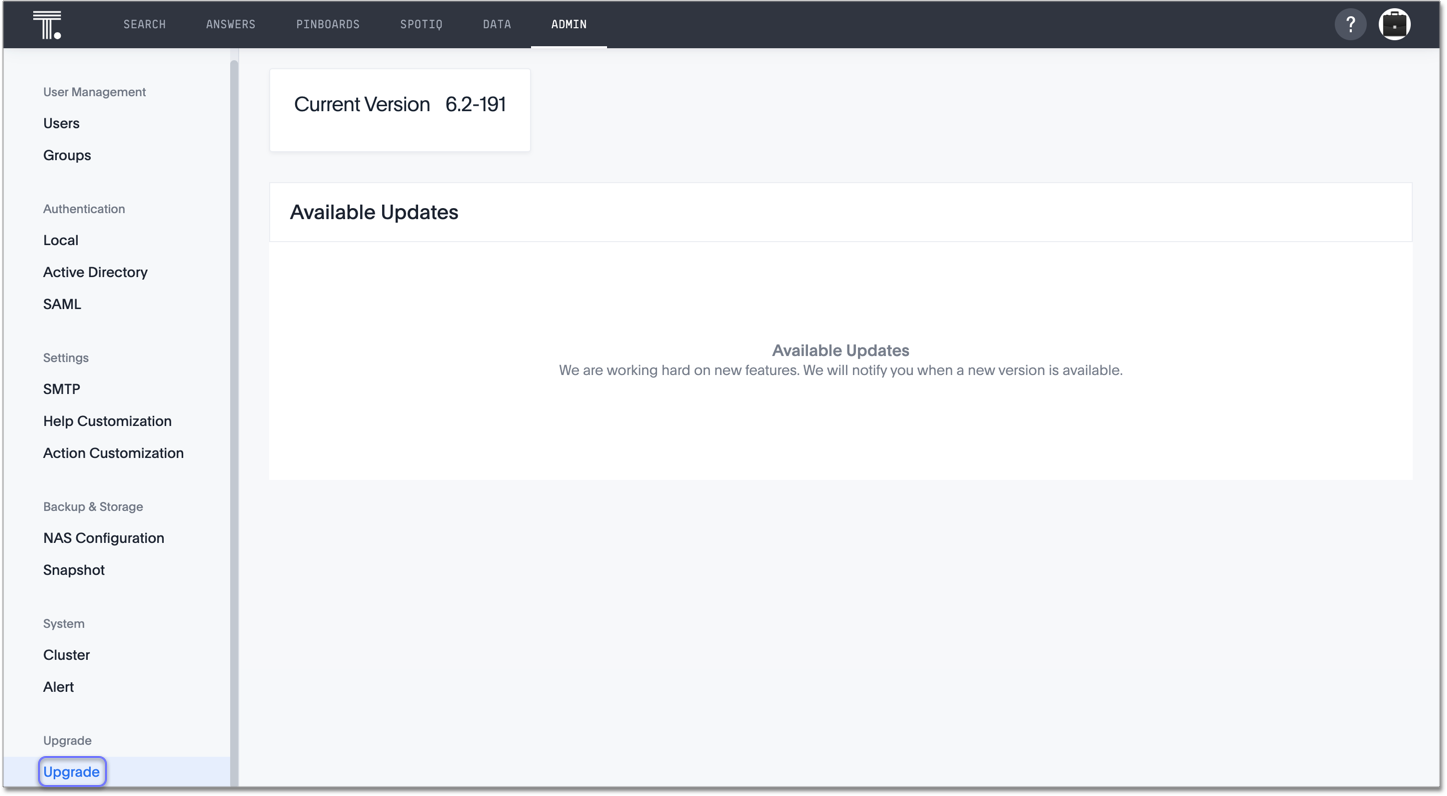 T.
SEARCH ANSWERS PINBOARDS SPOTIQ DATA ADMIN ?
User Management
Users
Groups
Authentication
Local
Active Directory
SAML
Settings
SMTP
Help Customization
Action Customization
Backup & Storage
NAS Configuration
Snapshot
System
Cluster
Alert
Upgrade
Upgrade
Current Version 6.2-191
Available Updates
Available Updates
We are working hard on new features. We will notify you when a new version is available.